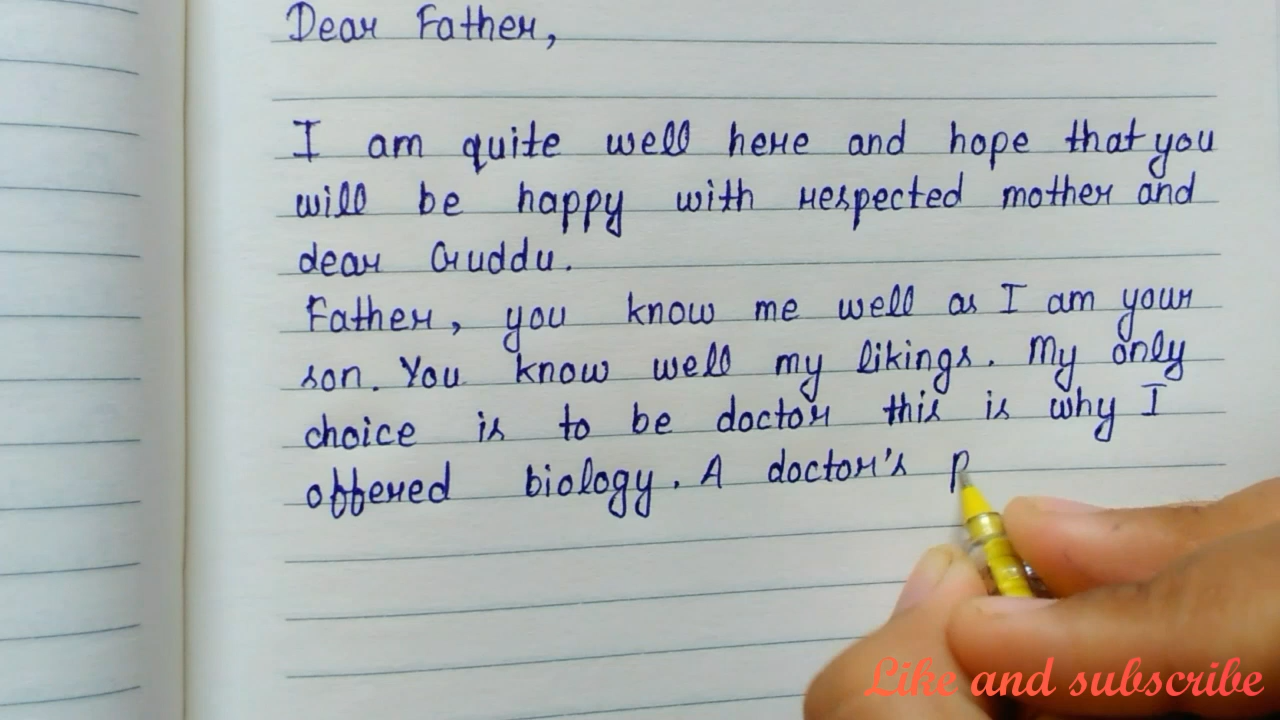 Dear Father,
I am quite well here and hope that you
will be happy with respected mother and
dear Guddu.
Father, you know me well as I am your
son. You know well my likings. My only
choice is to be doctor this is why I
offered biology. A doctor's p
Like and subscribe